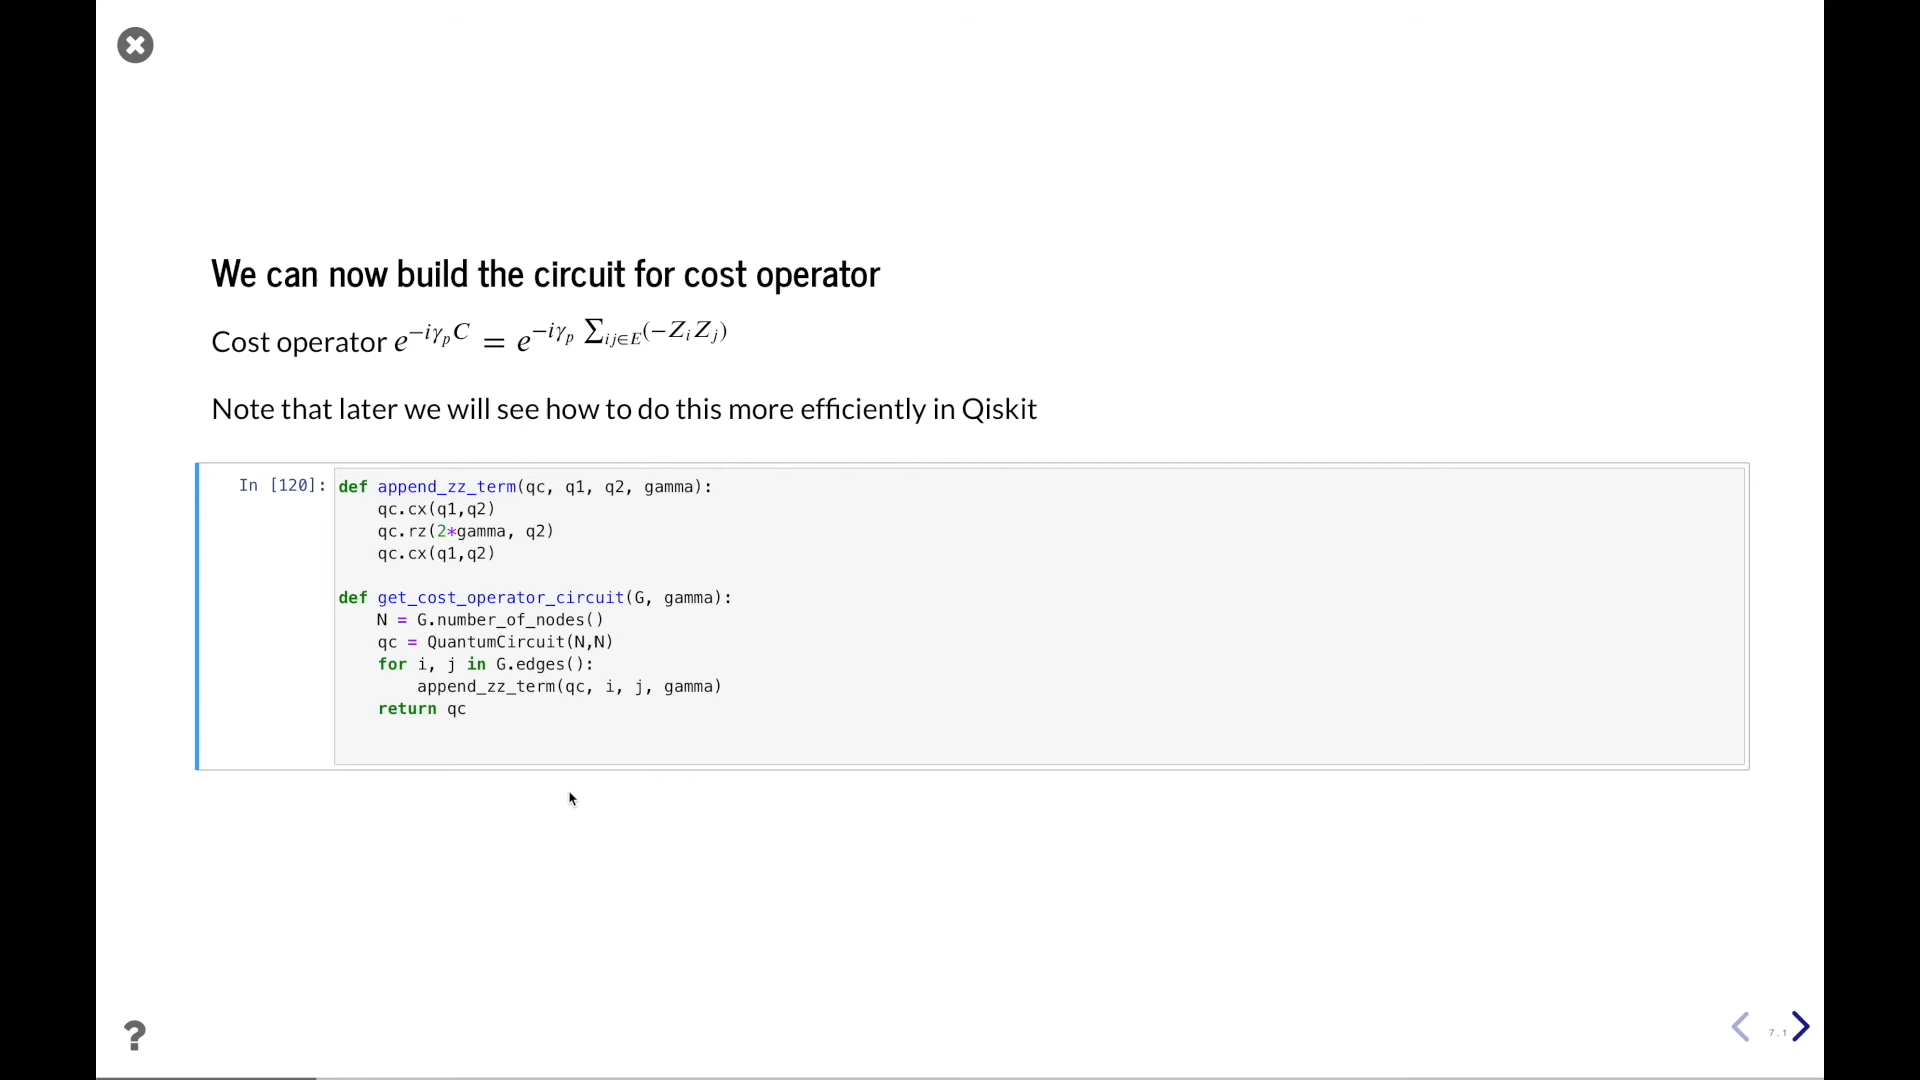 We can now build the circuit for cost operator
Cost operator e^{−iγ_p C} = e^{−iγ_p ∑_{ij∈E}(−Z_i Z_j)}
Note that later we will see how to do this more efficiently in Qiskit
In [120]: def append_zz_term(qc, q1, q2, gamma):
    qc.cx(q1,q2)
    qc.rz(2*gamma, q2)
    qc.cx(q1,q2)
def get_cost_operator_circuit(G, gamma):
    N = G.number_of_nodes()
    qc = QuantumCircuit(N,N)
    for i, j in G.edges():
        append_zz_term(qc, i, j, gamma)
    return qc
?
7.1